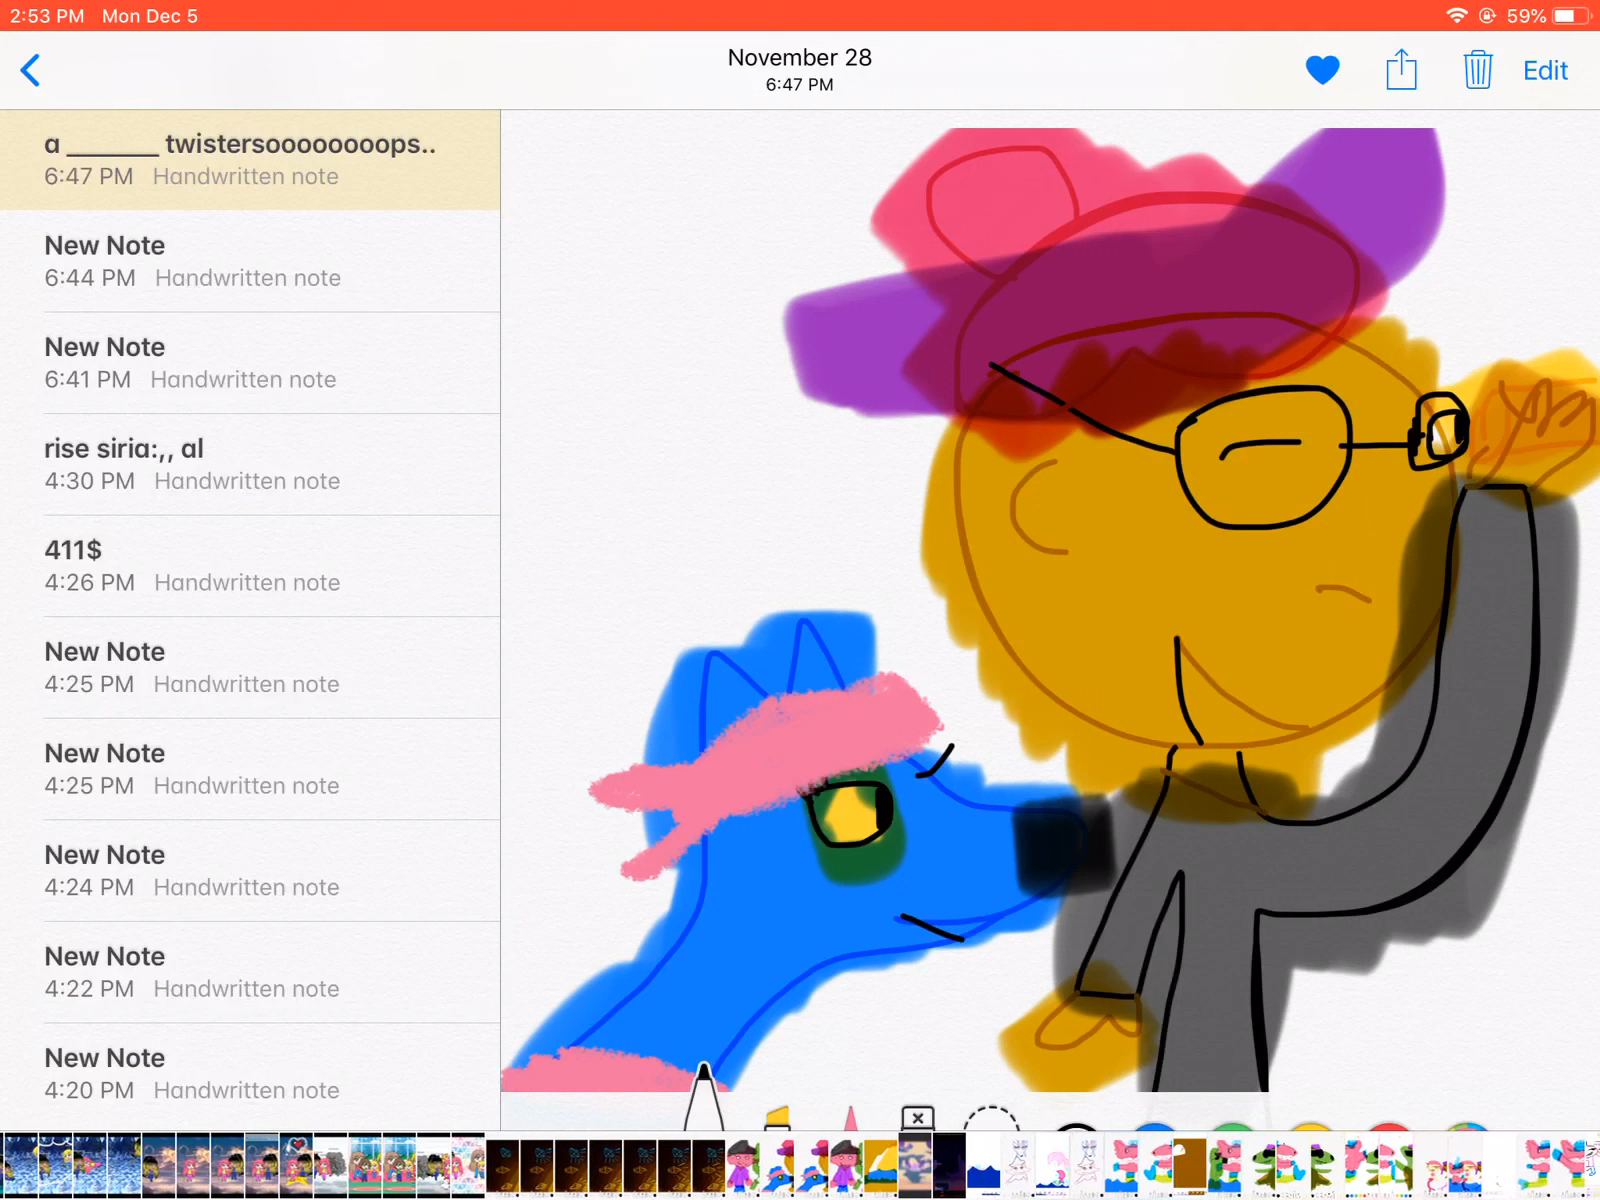 2:53 PM Mon Dec 5 59%
November 28
6:47 PM
Edit
a _______ twistersooooooooops..
6:47 PM Handwritten note
New Note
6:44 PM Handwritten note
New Note
6:41 PM Handwritten note
rise siria:,, al
4:30 PM Handwritten note
411$
4:26 PM Handwritten note
New Note
4:25 PM Handwritten note
New Note
4:25 PM Handwritten note
New Note
4:24 PM Handwritten note
New Note
4:22 PM Handwritten note
New Note
4:20 PM Handwritten note